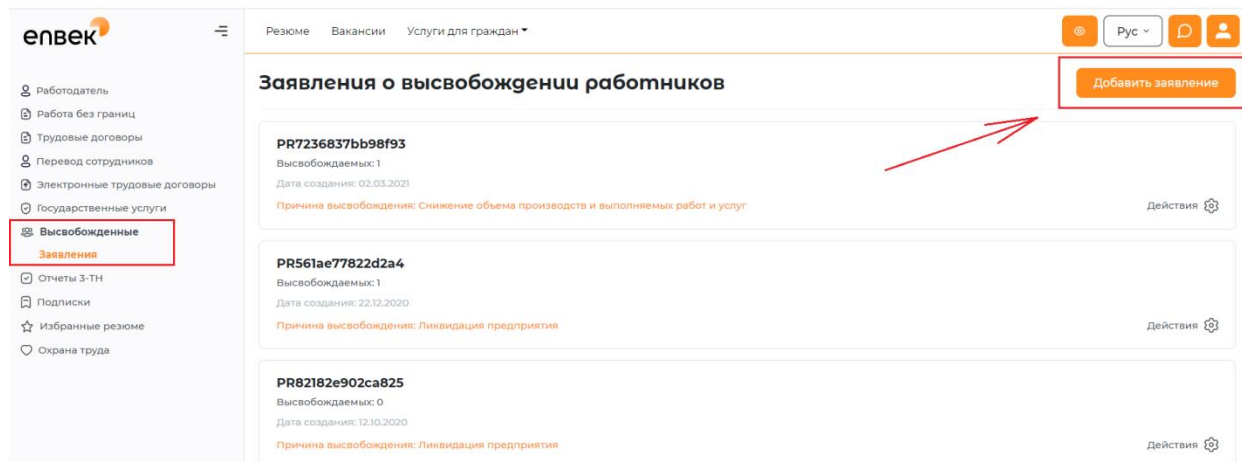 enbek
Резюме Вакансии Услуги для граждан
Рус
Работодатель
Работа без границ
Трудовые договоры
Перевод сотрудников
Электронные трудовые договоры
Государственные услуги
Высвобожденные
Заявления
Отчеты 3-ТН
Подписки
Избранные резюме
Охрана труда
Заявления о высвобождении работников
Добавить заявление
PR7236837bb98f93
Высвобождаемых: 1
Дата создания: 02.03.2021
Причина высвобождения: Снижение объема производств и выполняемых работ и услуг
Действия
PR561ae77822d2a4
Высвобождаемых: 1
Дата создания: 22.12.2020
Причина высвобождения: Ликвидация предприятия
Действия
PR82182e902ca825
Высвобождаемых: 0
Дата создания: 12.10.2020
Причина высвобождения: Ликвидация предприятия
Действия